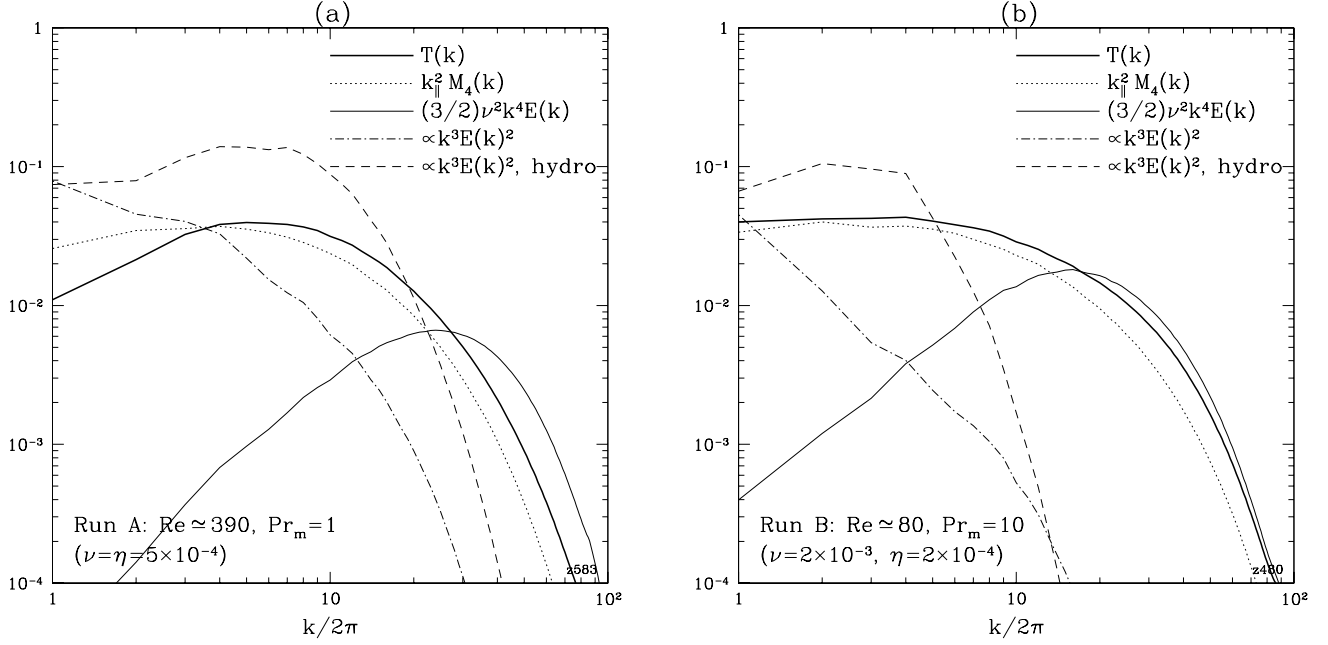 (a)
1
10⁻¹
10⁻²
10⁻³
10⁻⁴
T(k)
k∥² M₄(k)
(3/2)ν²k⁴E(k)
∝k³E(k)²
∝k³E(k)², hydro
Run A: Re≃390, Prₘ=1
(ν=η=5×10⁻⁴)
z583
1
10
10²
k/2π
(b)
1
10⁻¹
10⁻²
10⁻³
10⁻⁴
T(k)
k∥² M₄(k)
(3/2)ν²k⁴E(k)
∝k³E(k)²
∝k³E(k)², hydro
Run B: Re≃80, Prₘ=10
(ν=2×10⁻³, η=2×10⁻⁴)
z480
1
10
10²
k/2π